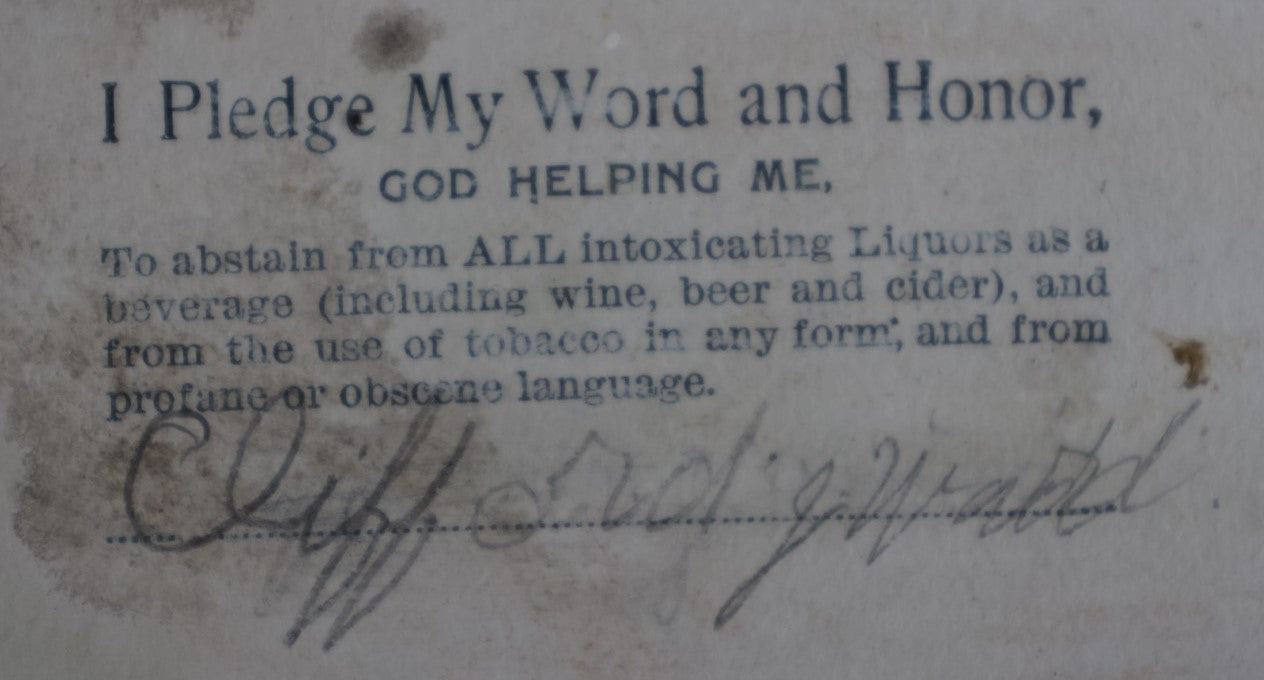 I Pledge My Word and Honor,
GOD HELPING ME,
To abstain from ALL intoxicating Liquors as a
beverage (including wine, beer and cider), and
from the use of tobacco in any form; and from
profane or obscene language.
Clifford